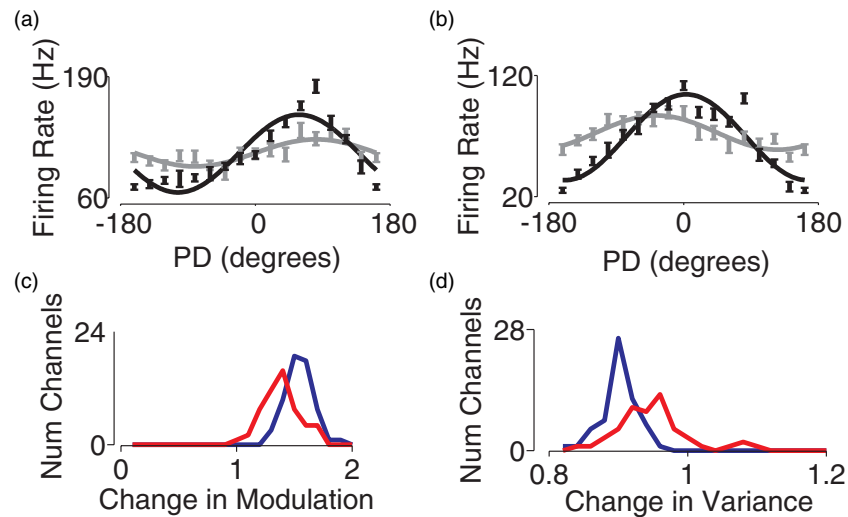 (a)
Firing Rate (Hz)
190
60
-180
0
180
PD (degrees)
(b)
Firing Rate (Hz)
120
20
-180
0
180
PD (degrees)
(c)
Num Channels
24
0
0
1
2
Change in Modulation
(d)
Num Channels
28
0
0.8
1
1.2
Change in Variance